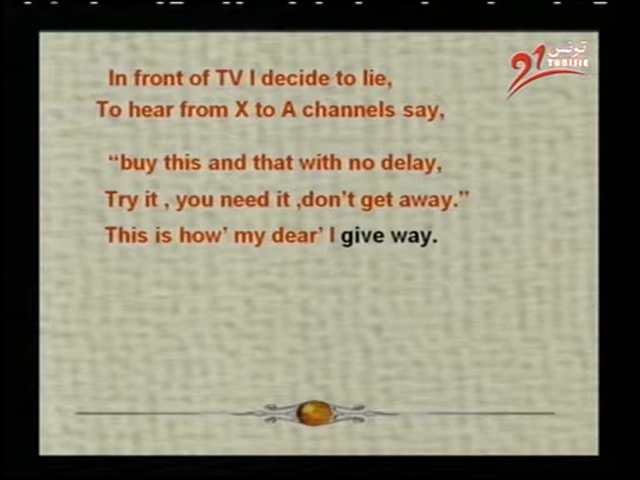 تونس
21
TUNISIE
In front of TV I decide to lie,
To hear from X to A channels say,
“buy this and that with no delay,
Try it , you need it ,don’t get away.”
This is how’ my dear’ I give way.